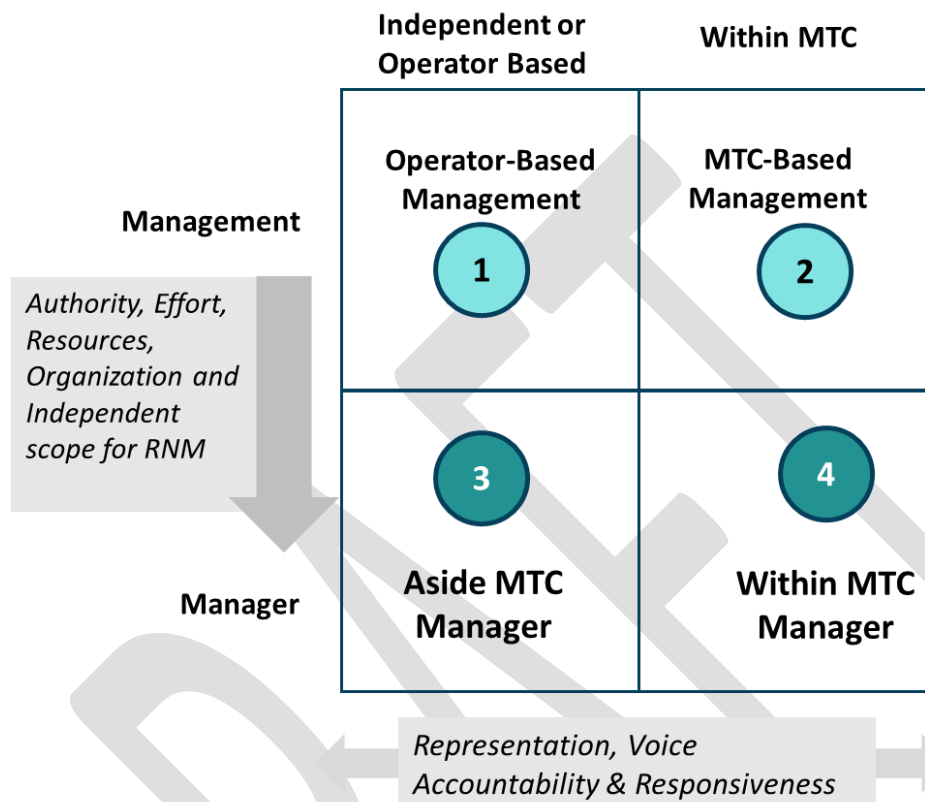 Independent or
Operator Based
Within MTC
Operator-Based
Management
1
MTC-Based
Management
2
Management
Authority, Effort,
Resources,
Organization and
Independent
scope for RNM
3
Aside MTC
Manager
4
Within MTC
Manager
Manager
Representation, Voice
Accountability & Responsiveness
DRAFT